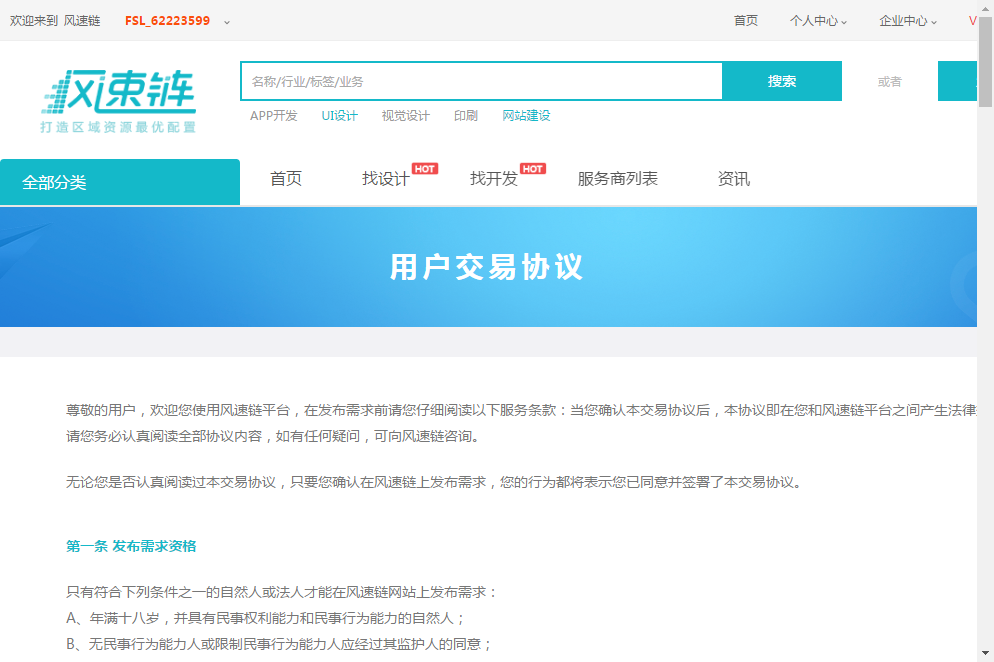 欢迎来到 风速链 FSL_62223599 首页 个人中心 企业中心 V
风速链
打造区域资源最优配置
名称/行业/标签/业务 搜索 或者
APP开发 UI设计 视觉设计 印刷 网站建设
全部分类 首页 找设计 HOT 找开发 HOT 服务商列表 资讯
用户交易协议
尊敬的用户，欢迎您使用风速链平台，在发布需求前请您仔细阅读以下服务条款：当您确认本交易协议后，本协议即在您和风速链平台之间产生法律
请您务必认真阅读全部协议内容，如有任何疑问，可向风速链咨询。
无论您是否认真阅读过本交易协议，只要您确认在风速链上发布需求，您的行为都将表示您已同意并签署了本交易协议。
第一条 发布需求资格
只有符合下列条件之一的自然人或法人才能在风速链网站上发布需求：
A、年满十八岁，并具有民事权利能力和民事行为能力的自然人；
B、无民事行为能力人或限制民事行为能力人应经过其监护人的同意；